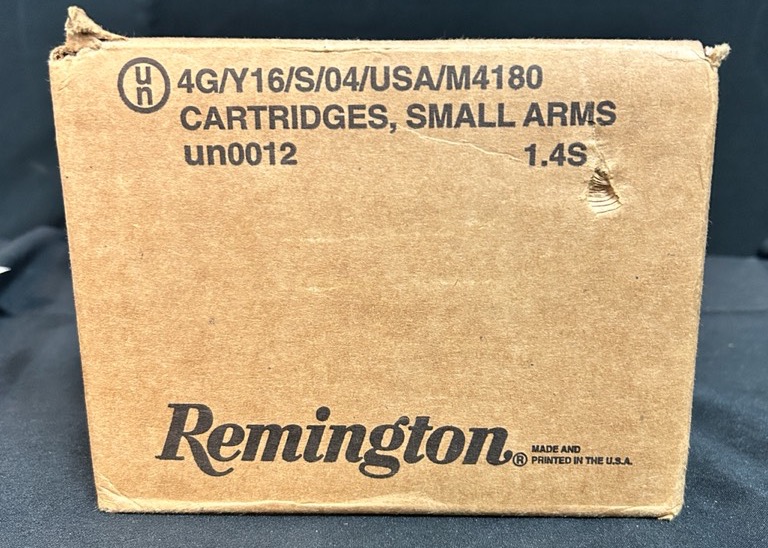 un 4G/Y16/S/04/USA/M4180
CARTRIDGES, SMALL ARMS
un0012 1.4S
Remington® MADE AND
PRINTED IN THE U.S.A.